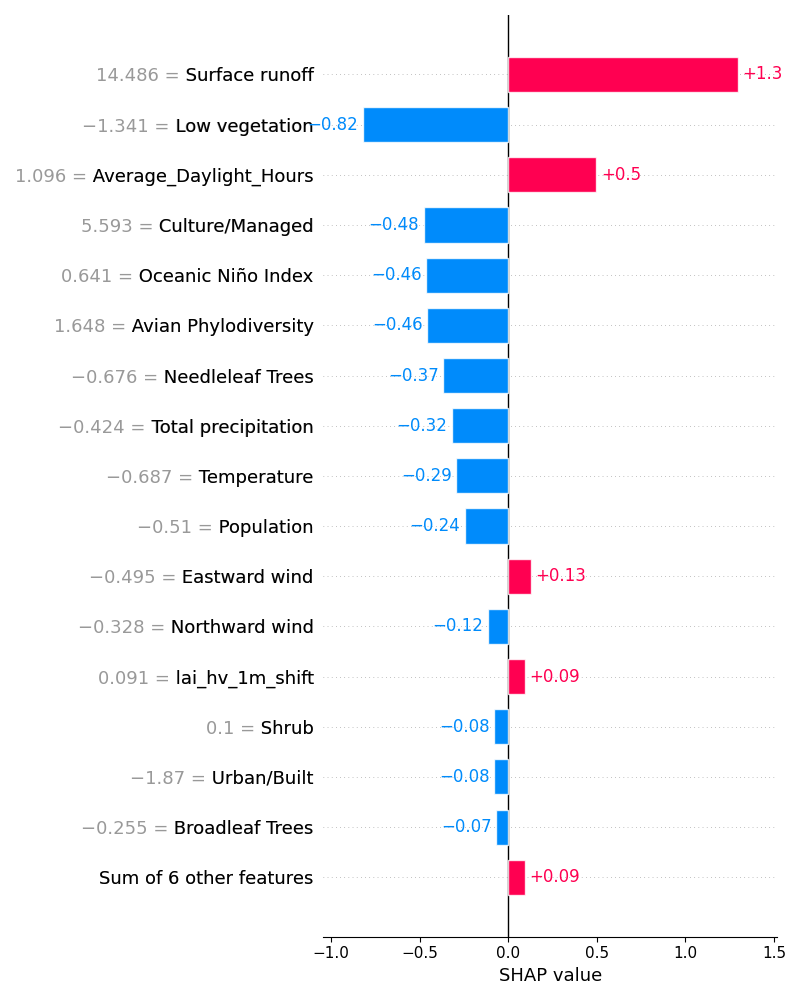 14.486 = Surface runoff +1.3
−1.341 = Low vegetation −0.82
1.096 = Average_Daylight_Hours +0.5
5.593 = Culture/Managed −0.48
0.641 = Oceanic Niño Index −0.46
1.648 = Avian Phylodiversity −0.46
−0.676 = Needleleaf Trees −0.37
−0.424 = Total precipitation −0.32
−0.687 = Temperature −0.29
−0.51 = Population −0.24
−0.495 = Eastward wind +0.13
−0.328 = Northward wind −0.12
0.091 = lai_hv_1m_shift +0.09
0.1 = Shrub −0.08
−1.87 = Urban/Built −0.08
−0.255 = Broadleaf Trees −0.07
Sum of 6 other features +0.09
−1.0 −0.5 0.0 0.5 1.0 1.5
SHAP value